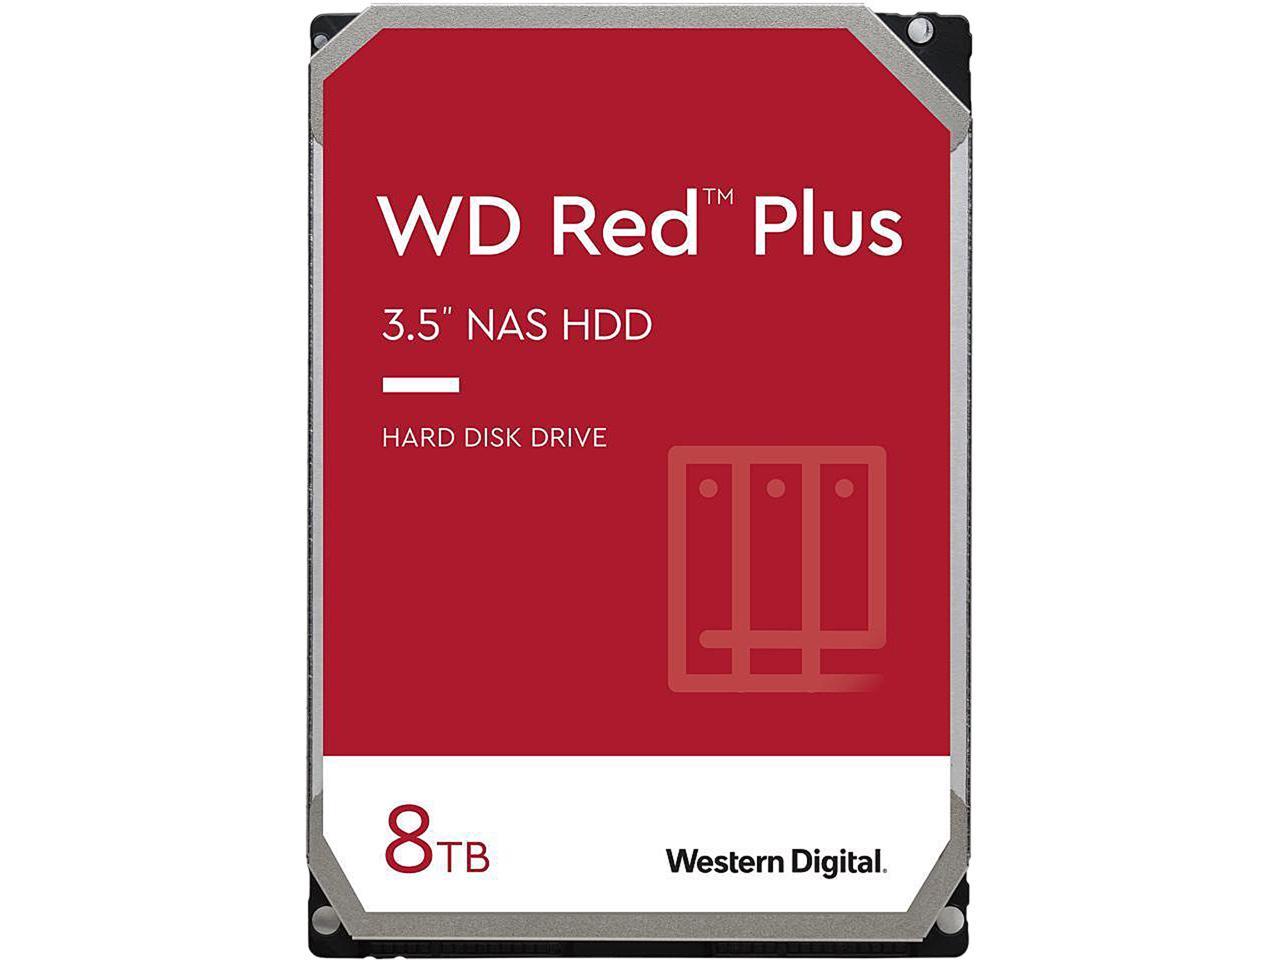 WD Red™ Plus
3.5" NAS HDD
HARD DISK DRIVE
8TB
Western Digital.